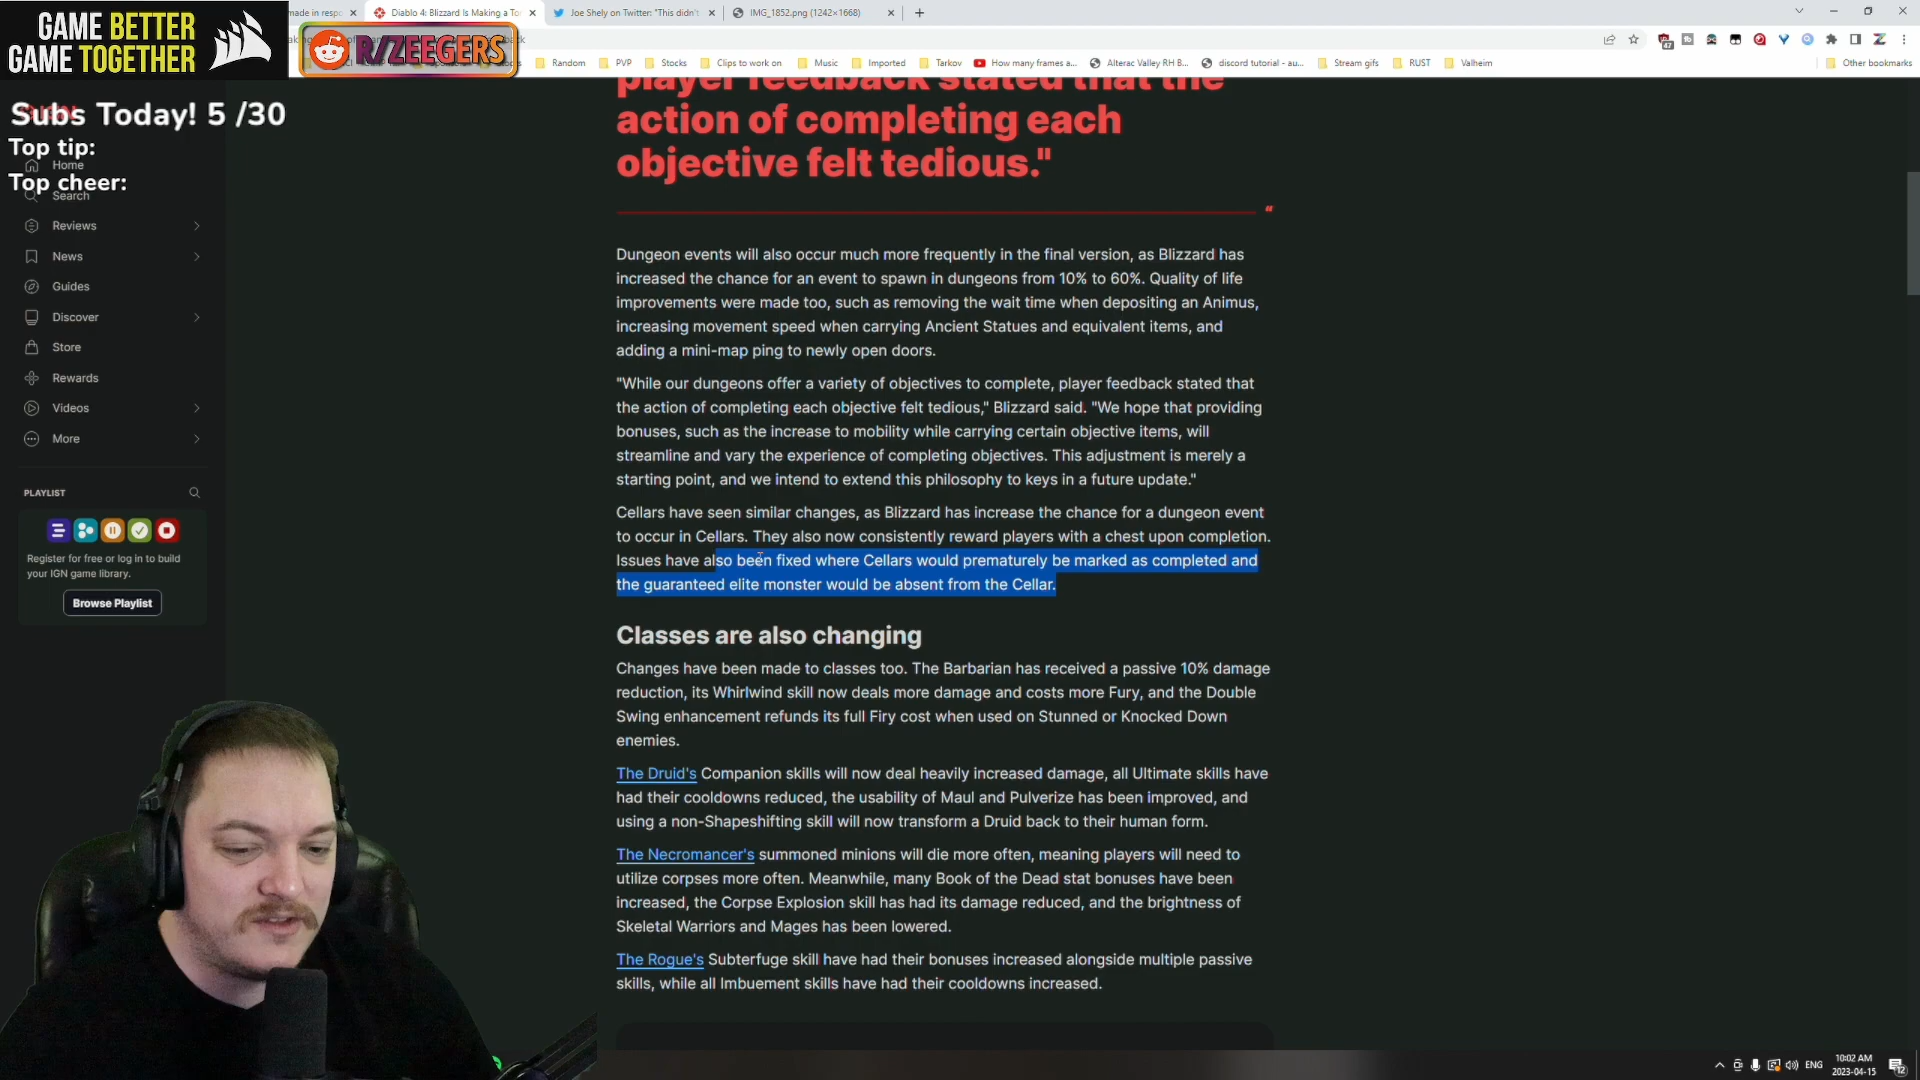 made in respo
Diablo 4: Blizzard Is Making a To
Joe Shely on Twitter: "This didn't
IMG_1852.png (1242×1668)
GAME BETTER
GAME TOGETHER
R/ZEEGERS
Random
PVP
Stocks
Clips to work on
Music
Imported
Tarkov
How many frames a...
Alterac Valley RH B...
discord tutorial - au...
Stream gifs
RUST
Valheim
Other bookmarks
Subs Today! 5 /30
Top tip:
Top cheer:
Home
Search
Reviews
News
Guides
Discover
Store
Rewards
Videos
More
PLAYLIST
Register for free or log in to build
your IGN game library.
Browse Playlist
player feedback stated that the
action of completing each
objective felt tedious."
Dungeon events will also occur much more frequently in the final version, as Blizzard has
increased the chance for an event to spawn in dungeons from 10% to 60%. Quality of life
improvements were made too, such as removing the wait time when depositing an Animus,
increasing movement speed when carrying Ancient Statues and equivalent items, and
adding a mini-map ping to newly open doors.
"While our dungeons offer a variety of objectives to complete, player feedback stated that
the action of completing each objective felt tedious," Blizzard said. "We hope that providing
bonuses, such as the increase to mobility while carrying certain objective items, will
streamline and vary the experience of completing objectives. This adjustment is merely a
starting point, and we intend to extend this philosophy to keys in a future update."
Cellars have seen similar changes, as Blizzard has increase the chance for a dungeon event
to occur in Cellars. They also now consistently reward players with a chest upon completion.
Issues have also been fixed where Cellars would prematurely be marked as completed and
the guaranteed elite monster would be absent from the Cellar.
Classes are also changing
Changes have been made to classes too. The Barbarian has received a passive 10% damage
reduction, its Whirlwind skill now deals more damage and costs more Fury, and the Double
Swing enhancement refunds its full Firy cost when used on Stunned or Knocked Down
enemies.
The Druid's Companion skills will now deal heavily increased damage, all Ultimate skills have
had their cooldowns reduced, the usability of Maul and Pulverize has been improved, and
using a non-Shapeshifting skill will now transform a Druid back to their human form.
The Necromancer's summoned minions will die more often, meaning players will need to
utilize corpses more often. Meanwhile, many Book of the Dead stat bonuses have been
increased, the Corpse Explosion skill has had its damage reduced, and the brightness of
Skeletal Warriors and Mages has been lowered.
The Rogue's Subterfuge skill have had their bonuses increased alongside multiple passive
skills, while all Imbuement skills have had their cooldowns increased.
ENG
10:02 AM
2023-04-15